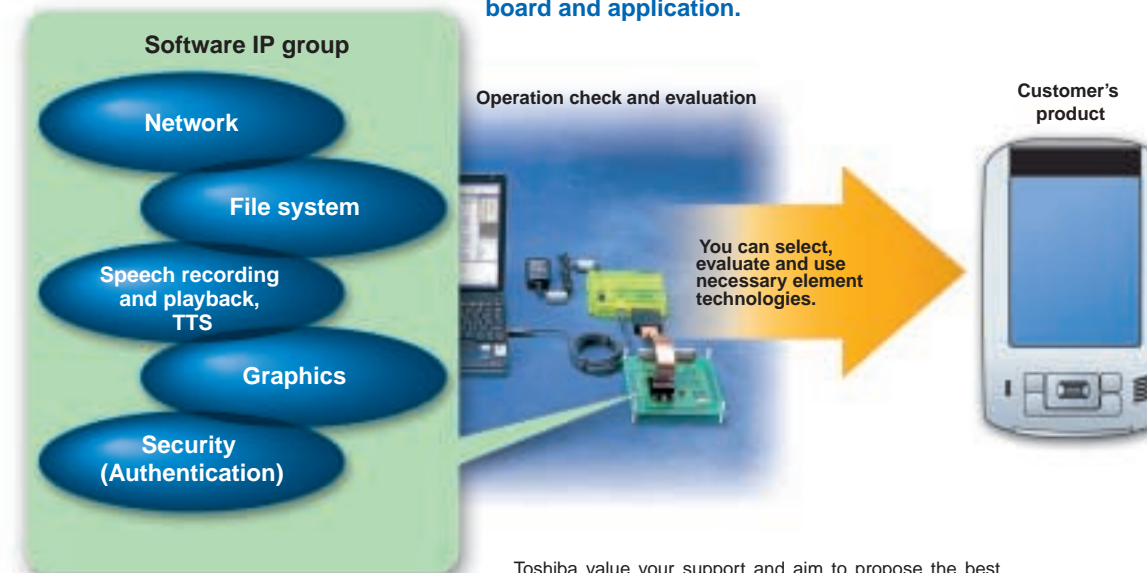 board and application.
Software IP group
Network
File system
Speech recording
and playback,
TTS
Graphics
Security
(Authentication)
Operation check and evaluation
You can select,
evaluate and use
necessary element
technologies.
Customer's
product
Toshiba value your support and aim to propose the best